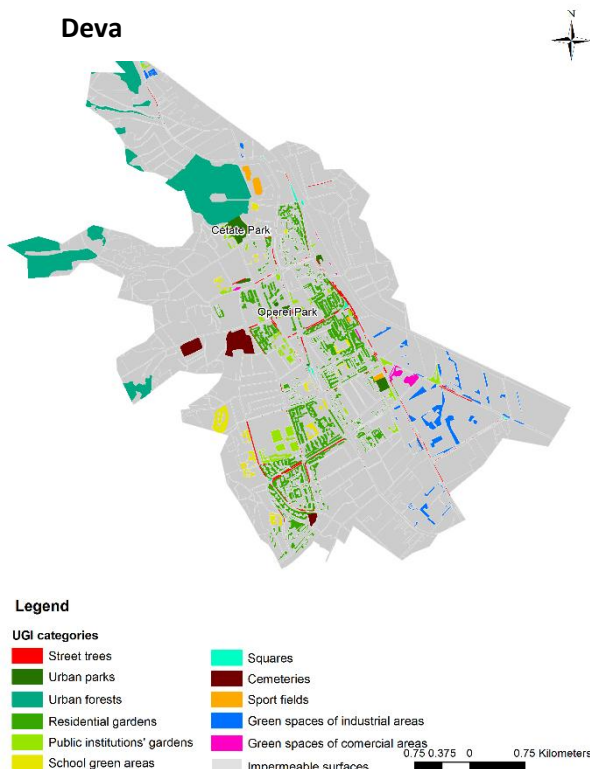 Deva
N
Cetate Park
Operei Park
Legend
UGI categories
Street trees
Urban parks
Urban forests
Residential gardens
Public institutions' gardens
School green areas
Squares
Cemeteries
Sport fields
Green spaces of industrial areas
Green spaces of comercial areas
Impermeable surfaces
0.75 0.375 0 0.75 Kilometers